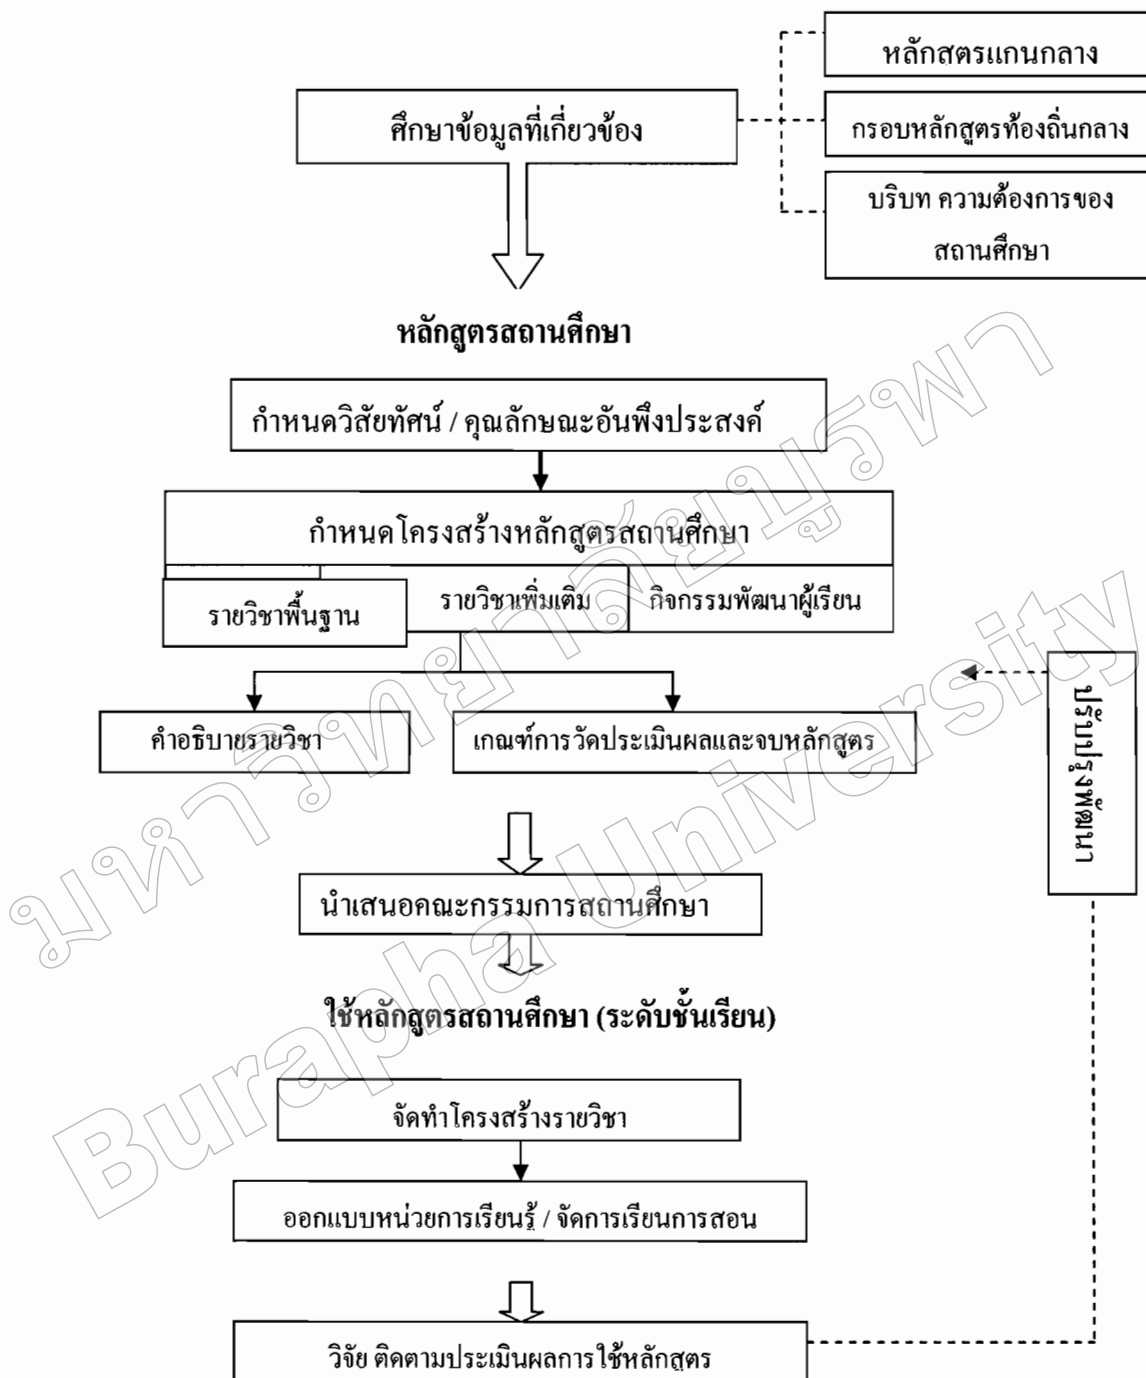 หลักสตรแกนกลาง
ศึกษาข้อมูลที่เกี่ยวข้อง
กรอบหลักสูตรท้องถิ่นกลาง
บริบท ความต้องการของ
สถานศึกษา
หลักสูตรสถานศึกษา
กำหนดวิสัยทัศน์ / คุณลักษณะอันพึงประสงค์
กำหนดโครงสร้างหลักสูตรสถานศึกษา
รายวิชาพื้นฐาน
รายวิชาเพิ่มเติม
กิจกรรมพัฒนาผู้เรียน
คำอธิบายรายวิชา
เกณฑ์การวัดประเมินผลและจบหลักสูตร
ปรับปรุงพัฒนา
นำเสนอคณะกรรมการสถานศึกษา
ใช้หลักสูตรสถานศึกษา (ระดับชั้นเรียน)
จัดทำโครงสร้างรายวิชา
ออกแบบหน่วยการเรียนรู้ / จัดการเรียนการสอน
วิจัย ติดตามประเมินผลการใช้หลักสูตร
มหาวิทยาลัยบูรพา
Burapha University